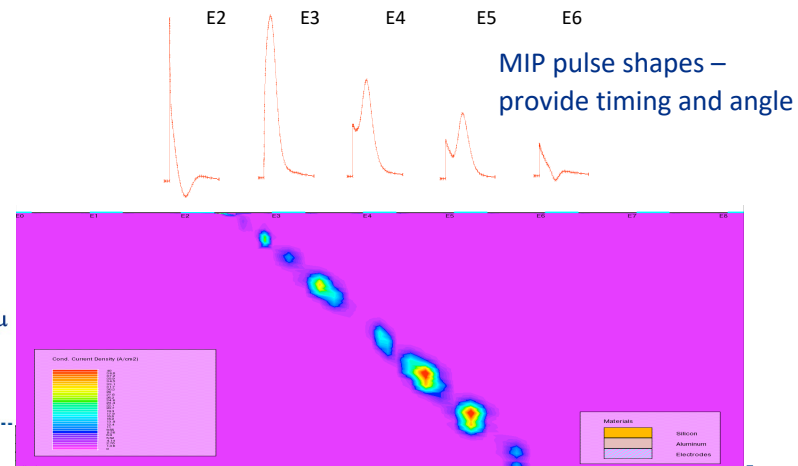 E2 E3 E4 E5 E6
MIP pulse shapes –
provide timing and angle
E0 E1 E2 E3 E4 E5 E6 E7 E8
µ
Cond. Current Density (A/cm2)
Materials
Silicon
Aluminum
Electrodes